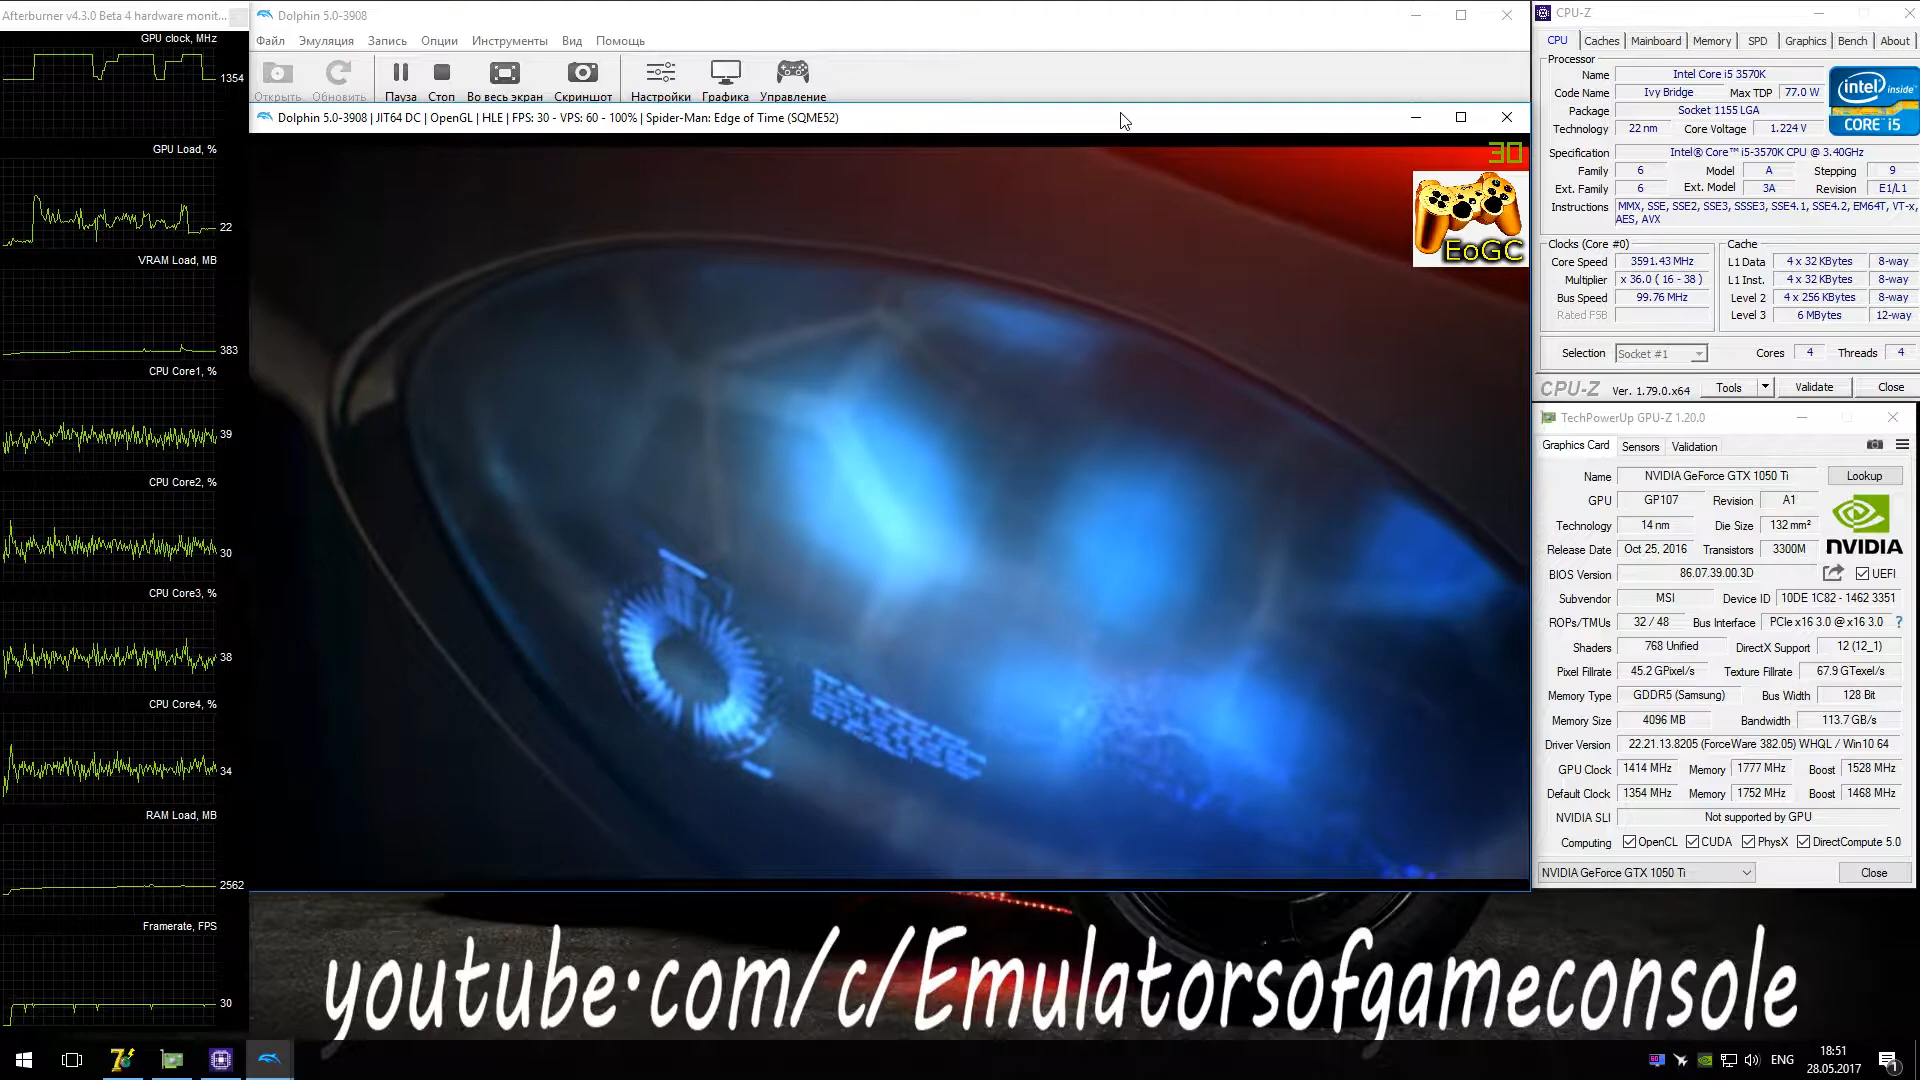 Afterburner v4.3.0 Beta 4 hardware monit...
GPU clock, MHz
1354
GPU Load, %
22
VRAM Load, MB
383
CPU Core1, %
39
CPU Core2, %
30
CPU Core3, %
38
CPU Core4, %
34
RAM Load, MB
2562
Framerate, FPS
30
Dolphin 5.0-3908
Файл Эмуляция Запись Опции Инструменты Вид Помощь
Открыть Обновить Пауза Стоп Во весь экран Скриншот Настройки Графика Управление
Dolphin 5.0-3908 | JIT64 DC | OpenGL | HLE | FPS: 30 - VPS: 60 - 100% | Spider-Man: Edge of Time (SQME52)
30
EoGC
youtube.com/c/Emulatorsofgameconsole
CPU-Z
CPU Caches Mainboard Memory SPD Graphics Bench About
Processor
Name Intel Core i5 3570K
Code Name Ivy Bridge Max TDP 77.0 W
Package Socket 1155 LGA
Technology 22 nm Core Voltage 1.224 V
intel inside
CORE i5
Specification Intel® Core™ i5-3570K CPU @ 3.40GHz
Family 6 Model A Stepping 9
Ext. Family 6 Ext. Model 3A Revision E1/L1
Instructions MMX, SSE, SSE2, SSE3, SSSE3, SSE4.1, SSE4.2, EM64T, VT-x,
AES, AVX
Clocks (Core #0) Cache
Core Speed 3591.43 MHz L1 Data 4 x 32 KBytes 8-way
Multiplier x 36.0 ( 16 - 38 ) L1 Inst. 4 x 32 KBytes 8-way
Bus Speed 99.76 MHz Level 2 4 x 256 KBytes 8-way
Rated FSB Level 3 6 MBytes 12-way
Selection Socket #1 Cores 4 Threads 4
CPU-Z Ver. 1.79.0.x64 Tools Validate Close
TechPowerUp GPU-Z 1.20.0
Graphics Card Sensors Validation
Name NVIDIA GeForce GTX 1050 Ti Lookup
GPU GP107 Revision A1
Technology 14 nm Die Size 132 mm²
Release Date Oct 25, 2016 Transistors 3300M
NVIDIA
BIOS Version 86.07.39.00.3D UEFI
Subvendor MSI Device ID 10DE 1C82 - 1462 3351
ROPs/TMUs 32 / 48 Bus Interface PCIe x16 3.0 @ x16 3.0 ?
Shaders 768 Unified DirectX Support 12 (12_1)
Pixel Fillrate 45.2 GPixel/s Texture Fillrate 67.9 GTexel/s
Memory Type GDDR5 (Samsung) Bus Width 128 Bit
Memory Size 4096 MB Bandwidth 113.7 GB/s
Driver Version 22.21.13.8205 (ForceWare 382.05) WHQL / Win10 64
GPU Clock 1414 MHz Memory 1777 MHz Boost 1528 MHz
Default Clock 1354 MHz Memory 1752 MHz Boost 1468 MHz
NVIDIA SLI Not supported by GPU
Computing OpenCL CUDA PhysX DirectCompute 5.0
NVIDIA GeForce GTX 1050 Ti Close
ENG
18:51
28.05.2017
1